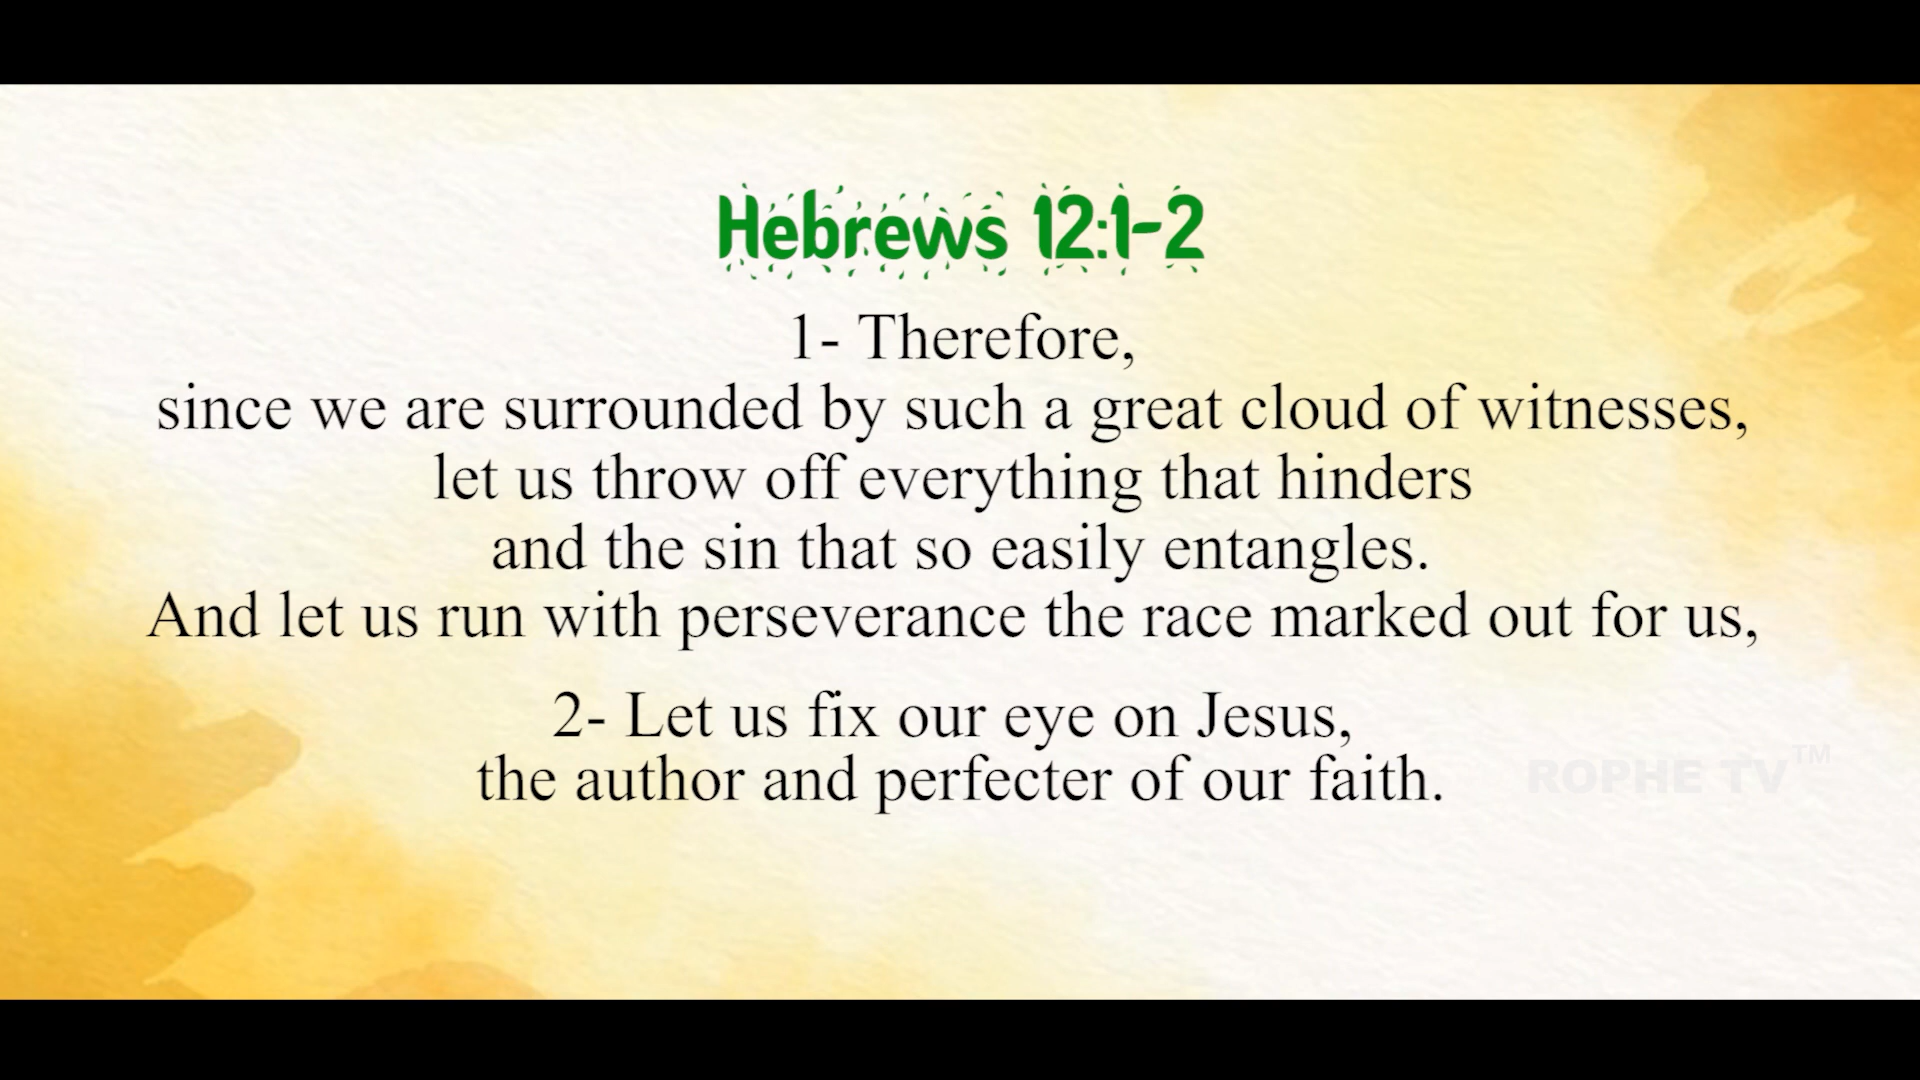 Hebrews 12:1-2
1- Therefore,
since we are surrounded by such a great cloud of witnesses,
let us throw off everything that hinders
and the sin that so easily entangles.
And let us run with perseverance the race marked out for us,
2- Let us fix our eye on Jesus,
the author and perfecter of our faith.
ROPHE TV™